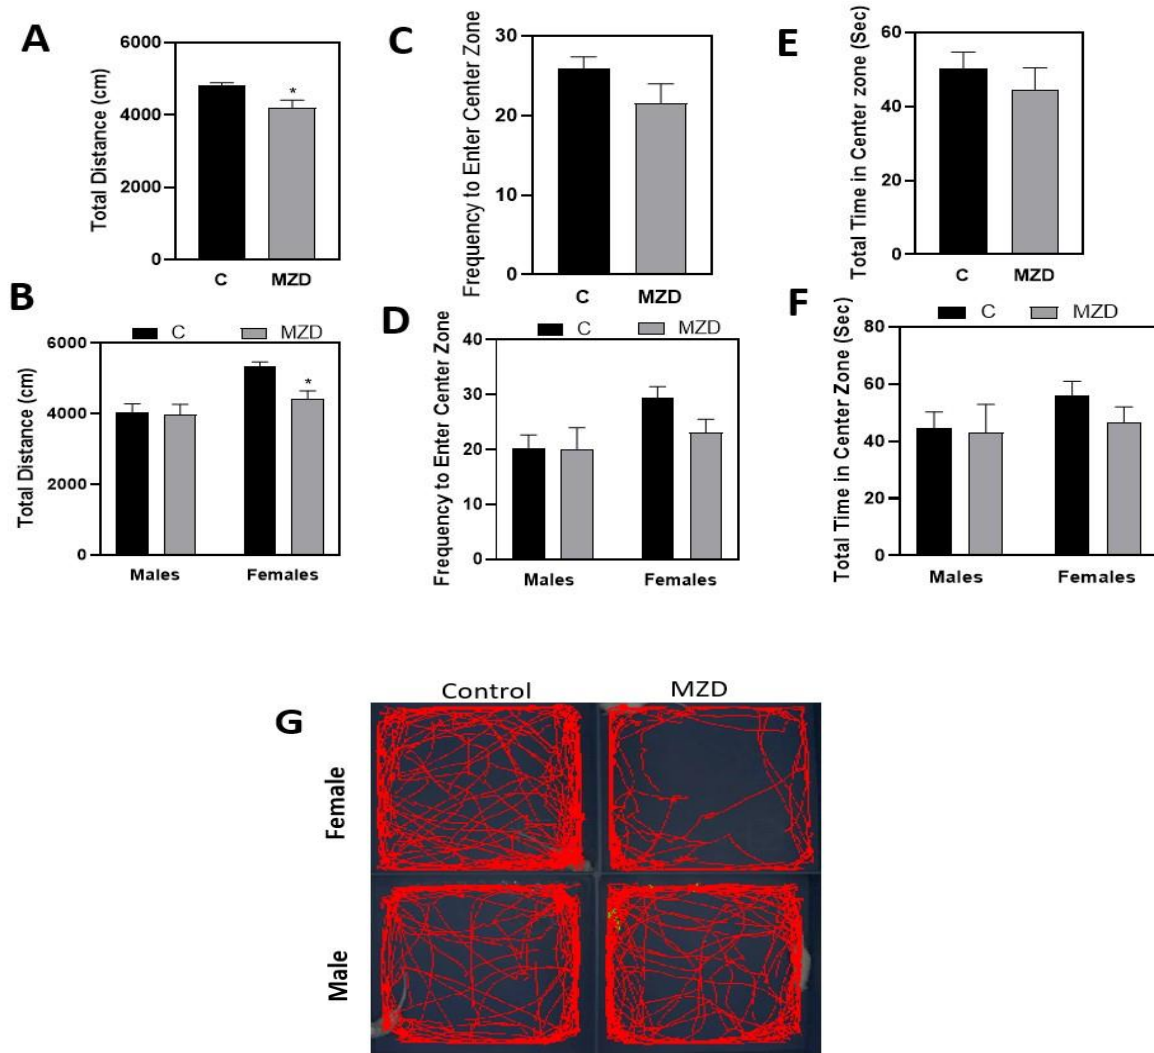 A
Total Distance (cm)
6000
4000
2000
0
*
C MZD
B
C MZD
Total Distance (cm)
6000
4000
2000
0
*
Males Females
C
Frequency to Enter Center Zone
30
20
10
0
C MZD
D
C MZD
Frequency to Enter Center Zone
40
30
20
10
0
Males Females
E
Total Time in Center zone (Sec)
60
40
20
0
C MZD
F
C MZD
Total Time in Center Zone (Sec)
80
60
40
20
0
Males Females
G
Control MZD
Female
Male